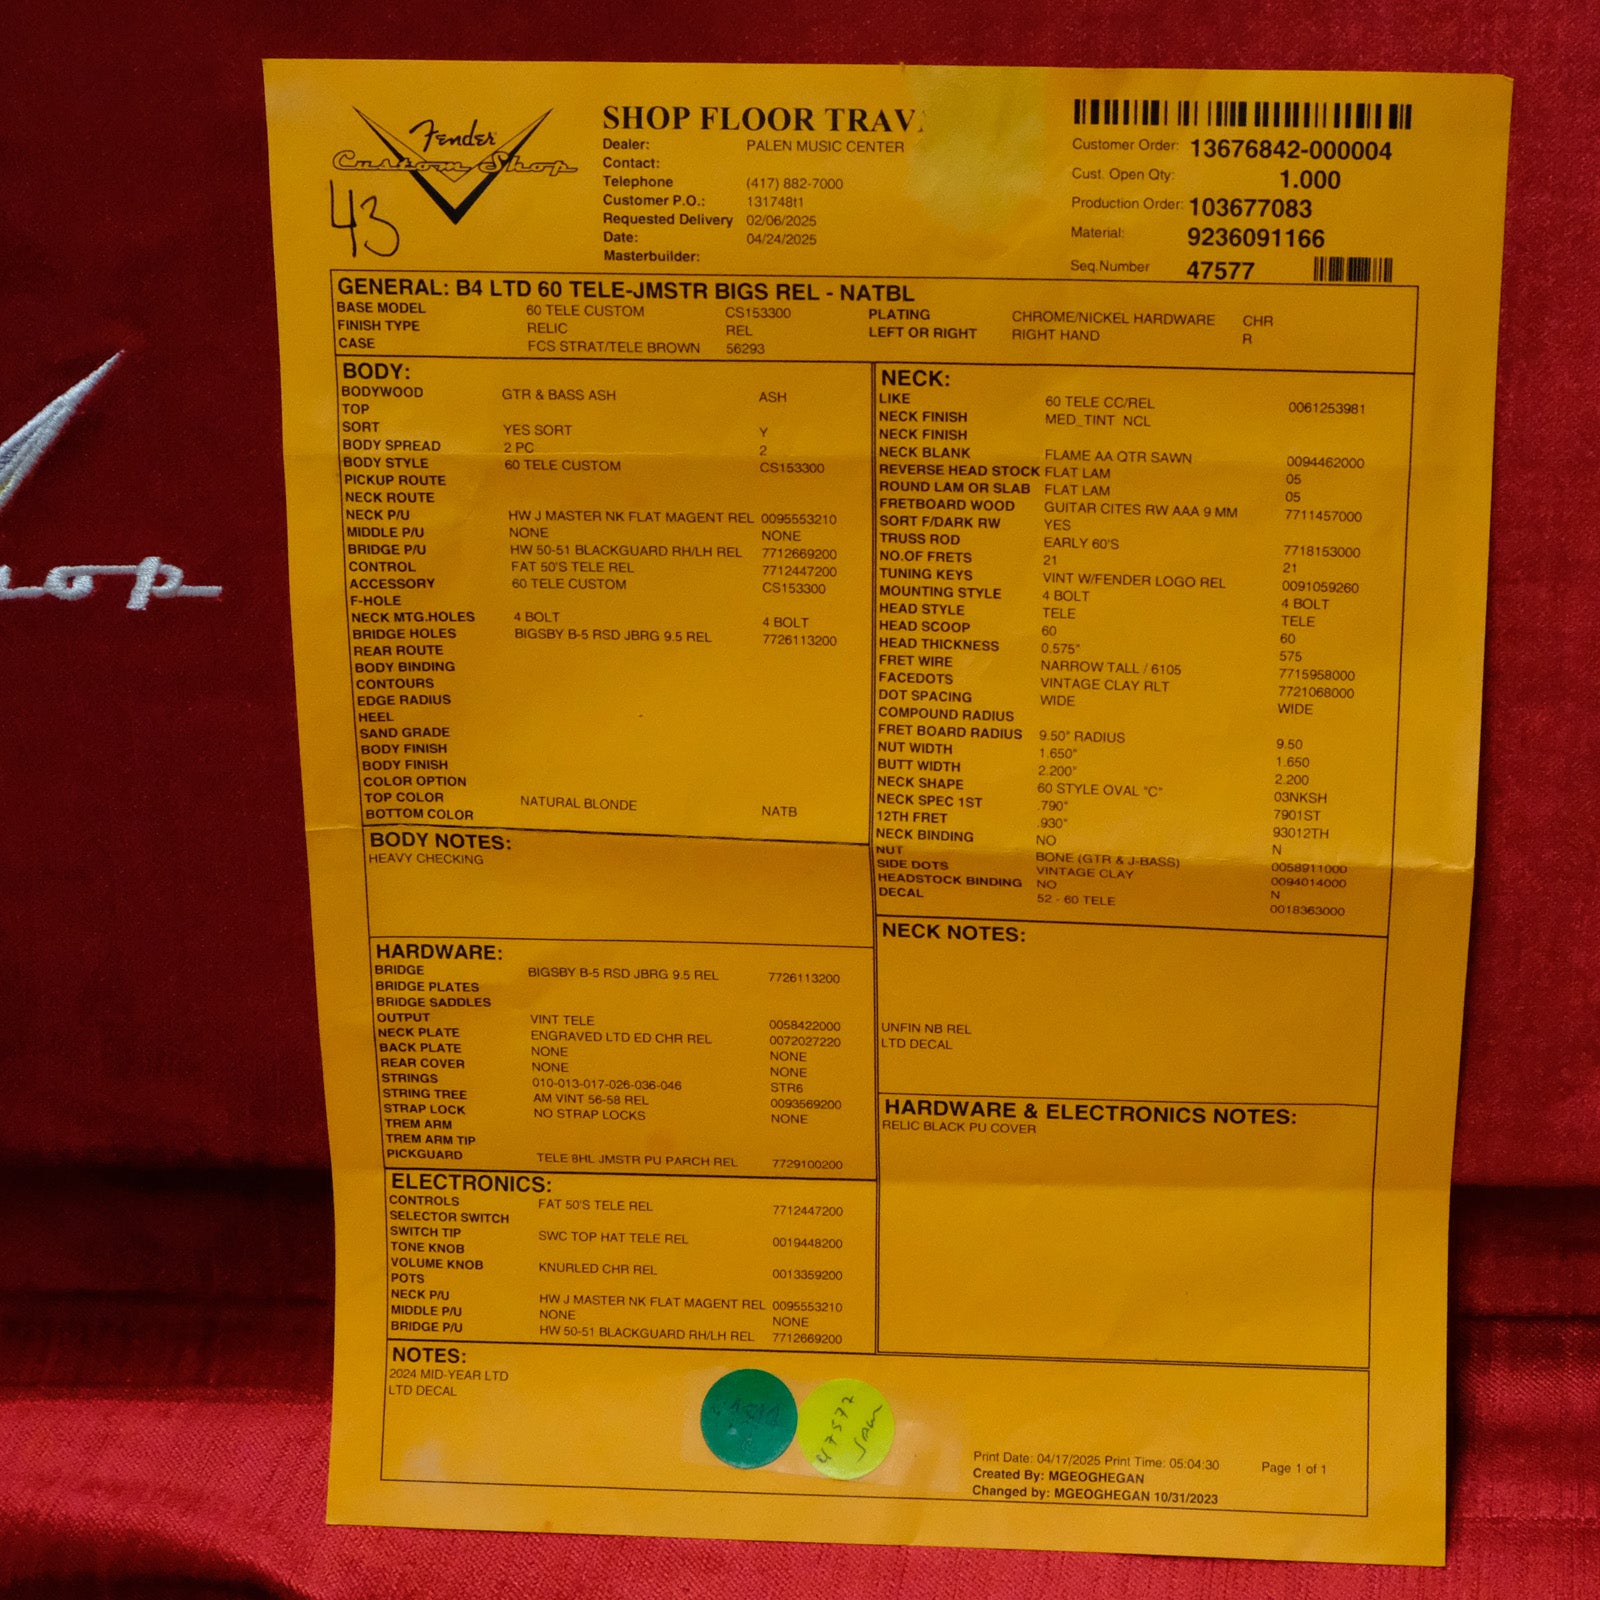 Fender
Custom Shop
43
SHOP FLOOR TRAV
Dealer: PALEN MUSIC CENTER
Contact:
Telephone (417) 882-7000
Customer P.O.: 131748t1
Requested Delivery 02/06/2025
Date: 04/24/2025
Masterbuilder:
Customer Order: 13676842-000004
Cust. Open Qty: 1.000
Production Order: 103677083
Material: 9236091166
Seq.Number 47577
GENERAL: B4 LTD 60 TELE-JMSTR BIGS REL - NATBL
BASE MODEL 60 TELE CUSTOM CS153300 PLATING CHROME/NICKEL HARDWARE CHR
FINISH TYPE RELIC REL LEFT OR RIGHT RIGHT HAND R
CASE FCS STRAT/TELE BROWN 56293
BODY:
BODYWOOD GTR & BASS ASH ASH
TOP
SORT YES SORT Y
BODY SPREAD 2 PC 2
BODY STYLE 60 TELE CUSTOM CS153300
PICKUP ROUTE
NECK ROUTE
NECK P/U HW J MASTER NK FLAT MAGENT REL 0095553210
MIDDLE P/U NONE NONE
BRIDGE P/U HW 50-51 BLACKGUARD RH/LH REL 7712669200
CONTROL FAT 50'S TELE REL 7712447200
ACCESSORY 60 TELE CUSTOM CS153300
F-HOLE
NECK MTG.HOLES 4 BOLT 4 BOLT
BRIDGE HOLES BIGSBY B-5 RSD JBRG 9.5 REL 7726113200
REAR ROUTE
BODY BINDING
CONTOURS
EDGE RADIUS
HEEL
SAND GRADE
BODY FINISH
BODY FINISH
COLOR OPTION
TOP COLOR NATURAL BLONDE NATB
BOTTOM COLOR
BODY NOTES:
HEAVY CHECKING
HARDWARE:
BRIDGE BIGSBY B-5 RSD JBRG 9.5 REL 7726113200
BRIDGE PLATES
BRIDGE SADDLES
OUTPUT VINT TELE 0058422000
NECK PLATE ENGRAVED LTD ED CHR REL 0072027220
BACK PLATE NONE NONE
REAR COVER NONE NONE
STRINGS 010-013-017-026-036-046 STR6
STRING TREE AM VINT 56-58 REL 0093569200
STRAP LOCK NO STRAP LOCKS NONE
TREM ARM
TREM ARM TIP
PICKGUARD TELE 8HL JMSTR PU PARCH REL 7729100200
ELECTRONICS:
CONTROLS FAT 50'S TELE REL 7712447200
SELECTOR SWITCH
SWITCH TIP SWC TOP HAT TELE REL 0019448200
TONE KNOB
VOLUME KNOB KNURLED CHR REL 0013359200
POTS
NECK P/U HW J MASTER NK FLAT MAGENT REL 0095553210
MIDDLE P/U NONE NONE
BRIDGE P/U HW 50-51 BLACKGUARD RH/LH REL 7712669200
NECK:
LIKE 60 TELE CC/REL 0061253981
NECK FINISH MED_TINT NCL
NECK FINISH
NECK BLANK FLAME AA QTR SAWN 0094462000
REVERSE HEAD STOCK FLAT LAM 05
ROUND LAM OR SLAB FLAT LAM 05
FRETBOARD WOOD GUITAR CITES RW AAA 9 MM 7711457000
SORT F/DARK RW YES
TRUSS ROD EARLY 60'S 7718153000
NO.OF FRETS 21 21
TUNING KEYS VINT W/FENDER LOGO REL 0091059260
MOUNTING STYLE 4 BOLT 4 BOLT
HEAD STYLE TELE TELE
HEAD SCOOP 60 60
HEAD THICKNESS 0.575" 575
FRET WIRE NARROW TALL / 6105 7715958000
FACEDOTS VINTAGE CLAY RLT 7721068000
DOT SPACING WIDE WIDE
COMPOUND RADIUS
FRET BOARD RADIUS 9.50" RADIUS 9.50
NUT WIDTH 1.650" 1.650
BUTT WIDTH 2.200" 2.200
NECK SHAPE 60 STYLE OVAL "C" 03NKSH
NECK SPEC 1ST .790" 7901ST
12TH FRET .930" 93012TH
NECK BINDING NO N
NUT BONE (GTR & J-BASS) 0058911000
SIDE DOTS VINTAGE CLAY 0094014000
HEADSTOCK BINDING NO N
DECAL 52 - 60 TELE 0018363000
NECK NOTES:
UNFIN NB REL
LTD DECAL
HARDWARE & ELECTRONICS NOTES:
RELIC BLACK PU COVER
NOTES:
2024 MID-YEAR LTD
LTD DECAL
47577
Print Date: 04/17/2025 Print Time: 05:04:30 Page 1 of 1
Created By: MGEOGHEGAN
Changed by: MGEOGHEGAN 10/31/2023
hop